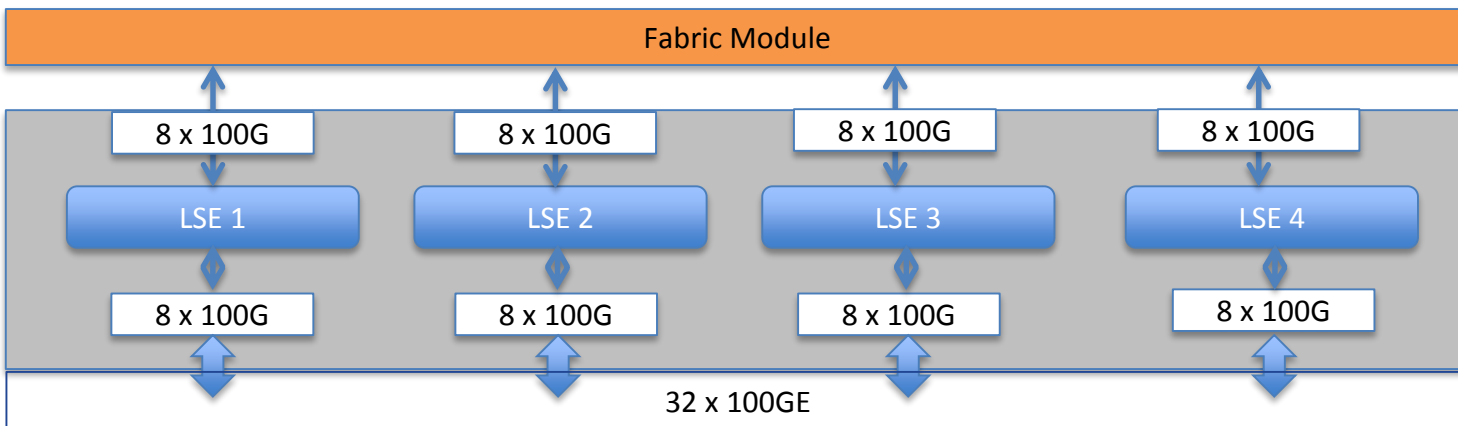 Fabric Module
8 x 100G 8 x 100G 8 x 100G 8 x 100G
LSE 1 LSE 2 LSE 3 LSE 4
8 x 100G 8 x 100G 8 x 100G 8 x 100G
32 x 100GE